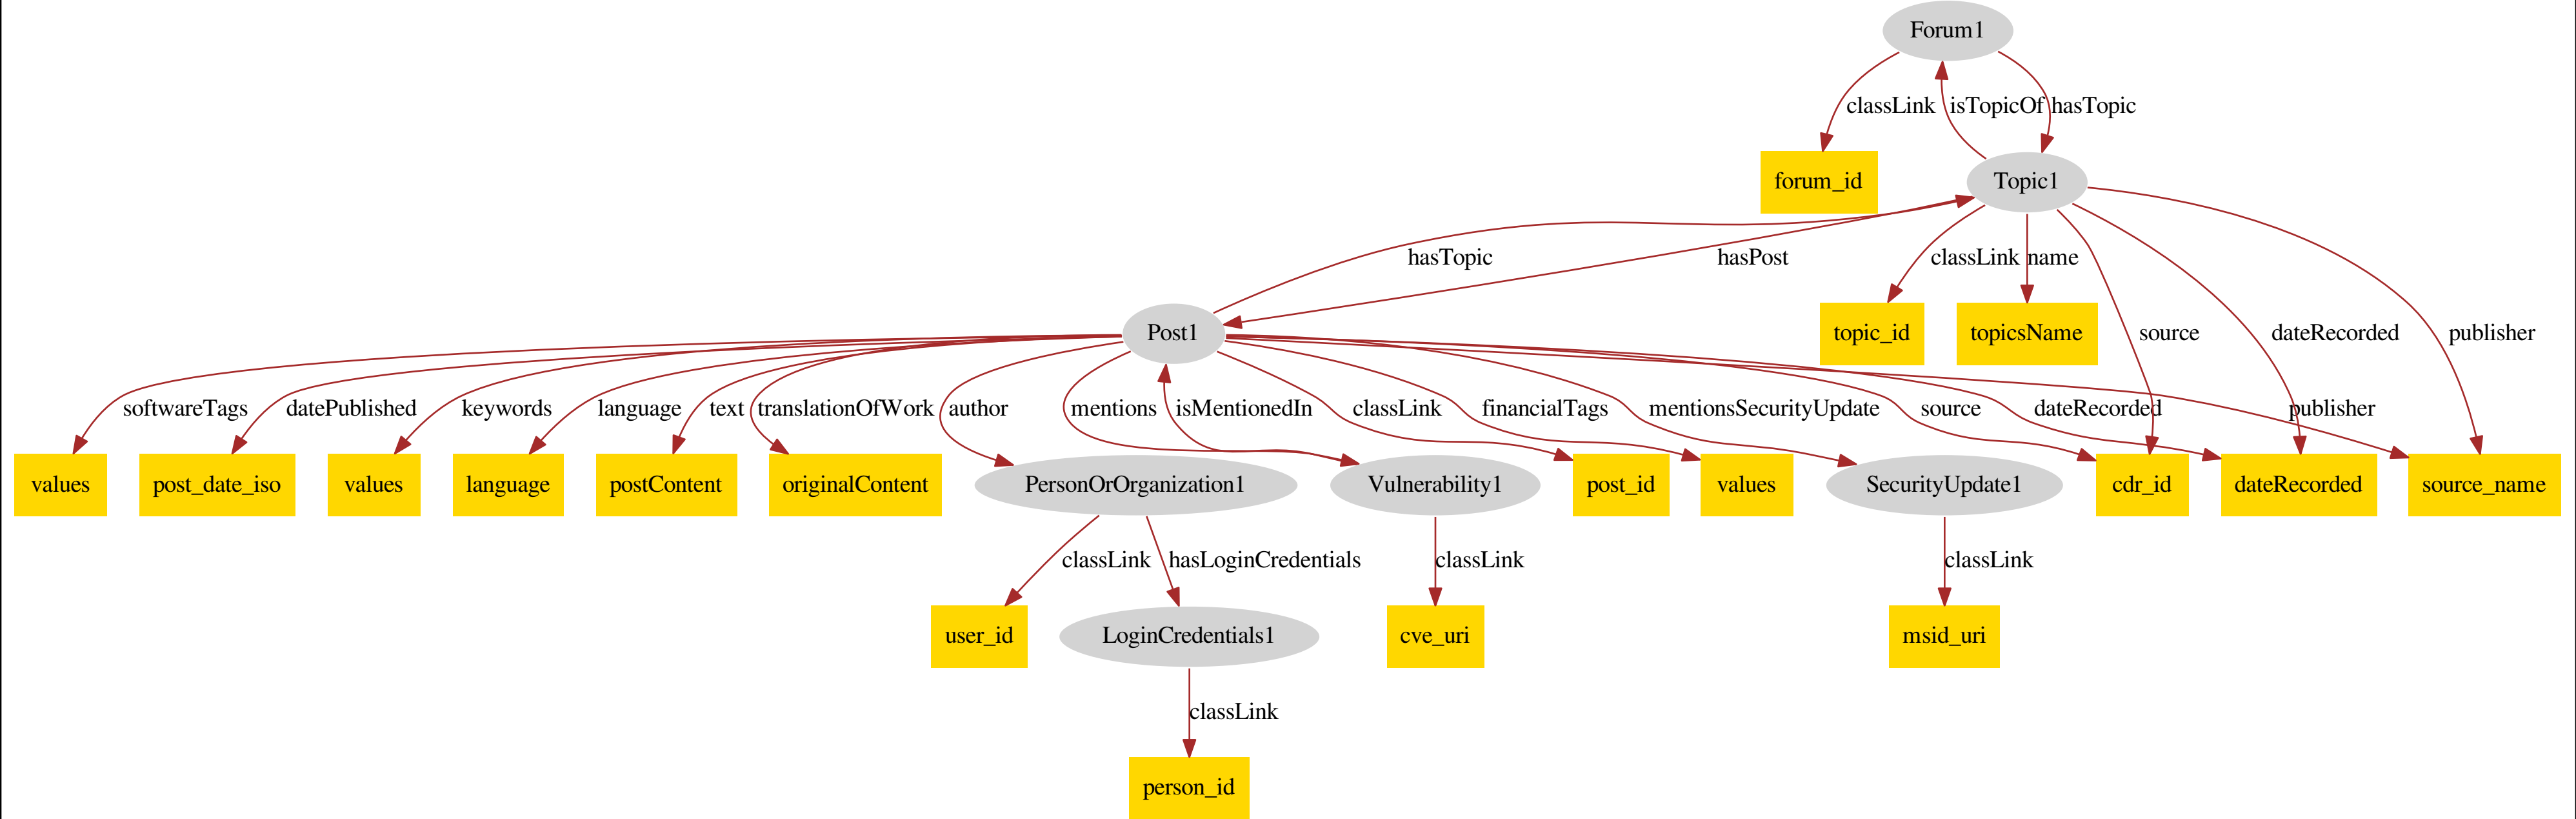 Forum1
classLink
isTopicOf
hasTopic
forum_id
Topic1
hasTopic
hasPost
classLink
name
Post1
topic_id
topicsName
source
dateRecorded
publisher
softwareTags
datePublished
keywords
language
text
translationOfWork
author
mentions
isMentionedIn
classLink
financialTags
mentionsSecurityUpdate
source
dateRecorded
publisher
values
post_date_iso
values
language
postContent
originalContent
PersonOrOrganization1
Vulnerability1
post_id
values
SecurityUpdate1
cdr_id
dateRecorded
source_name
classLink
hasLoginCredentials
classLink
classLink
user_id
LoginCredentials1
cve_uri
msid_uri
classLink
person_id